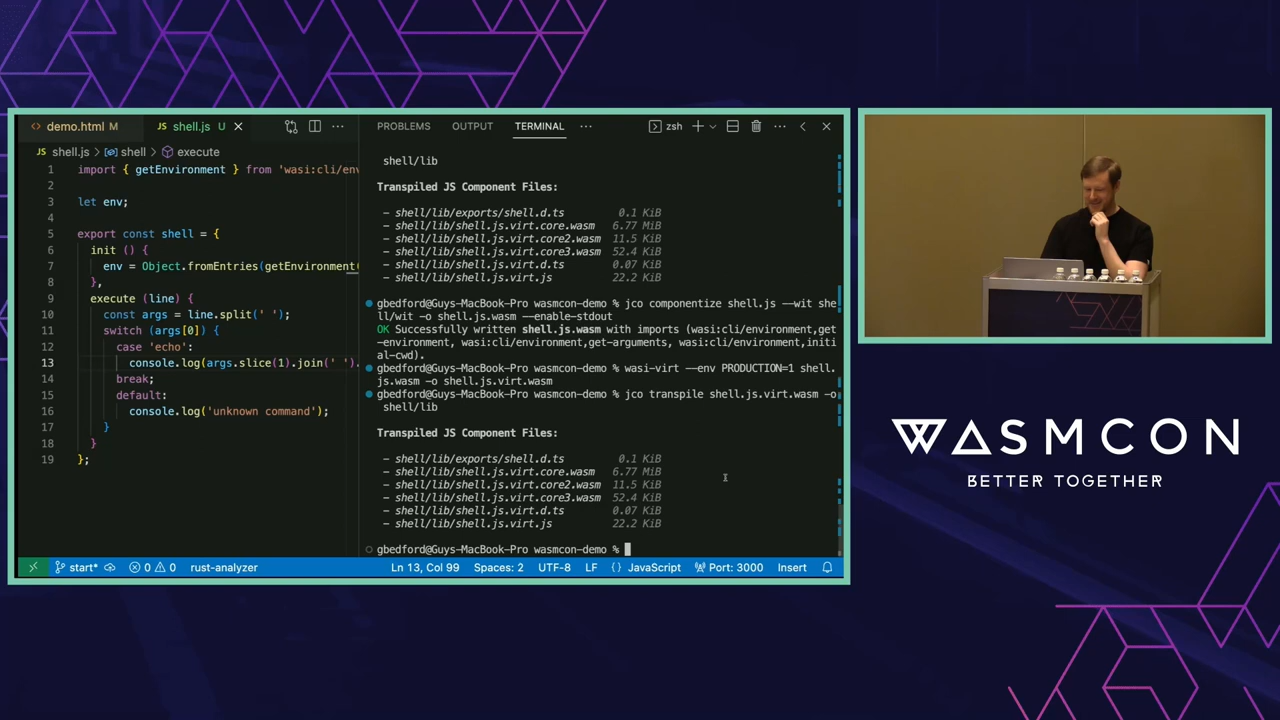 demo.html M
shell.js U
shell.js > shell > execute
1 import { getEnvironment } from 'wasi:cli/env
2
3 let env;
4
5 export const shell = {
6 init () {
7 env = Object.fromEntries(getEnvironment(
8 },
9 execute (line) {
10 const args = line.split(' ');
11 switch (args[0]) {
12 case 'echo':
13 console.log(args.slice(1).join(' ').
14 break;
15 default:
16 console.log('unknown command');
17 }
18 }
19 };
PROBLEMS OUTPUT TERMINAL ··· zsh
shell/lib
Transpiled JS Component Files:
- shell/lib/exports/shell.d.ts 0.1 KiB
- shell/lib/shell.js.virt.core.wasm 6.77 MiB
- shell/lib/shell.js.virt.core2.wasm 11.5 KiB
- shell/lib/shell.js.virt.core3.wasm 52.4 KiB
- shell/lib/shell.js.virt.d.ts 0.07 KiB
- shell/lib/shell.js.virt.js 22.2 KiB
gbedford@Guys-MacBook-Pro wasmcon-demo % jco componentize shell.js --wit she
ll/wit -o shell.js.wasm --enable-stdout
OK Successfully written shell.js.wasm with imports (wasi:cli/environment,get
-environment, wasi:cli/environment,get-arguments, wasi:cli/environment,initi
al-cwd).
gbedford@Guys-MacBook-Pro wasmcon-demo % wasi-virt --env PRODUCTION=1 shell.
js.wasm -o shell.js.virt.wasm
gbedford@Guys-MacBook-Pro wasmcon-demo % jco transpile shell.js.virt.wasm -o
shell/lib
Transpiled JS Component Files:
- shell/lib/exports/shell.d.ts 0.1 KiB
- shell/lib/shell.js.virt.core.wasm 6.77 MiB
- shell/lib/shell.js.virt.core2.wasm 11.5 KiB
- shell/lib/shell.js.virt.core3.wasm 52.4 KiB
- shell/lib/shell.js.virt.d.ts 0.07 KiB
- shell/lib/shell.js.virt.js 22.2 KiB
gbedford@Guys-MacBook-Pro wasmcon-demo %
start* 0 0 rust-analyzer Ln 13, Col 99 Spaces: 2 UTF-8 LF {} JavaScript Port: 3000 Insert
WASMCON
BETTER TOGETHER